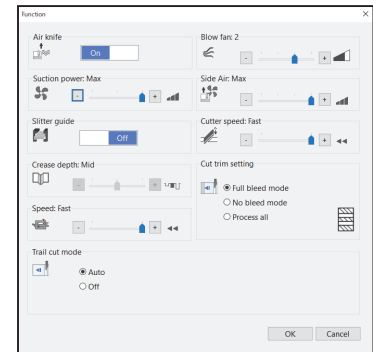 Function
Air knife
On
Suction power: Max
Slitter guide
Off
Crease depth: Mid
Speed: Fast
Blow fan: 2
Side Air: Max
Cutter speed: Fast
Cut trim setting
Full bleed mode
No bleed mode
Process all
Trail cut mode
Auto
Off
OK Cancel